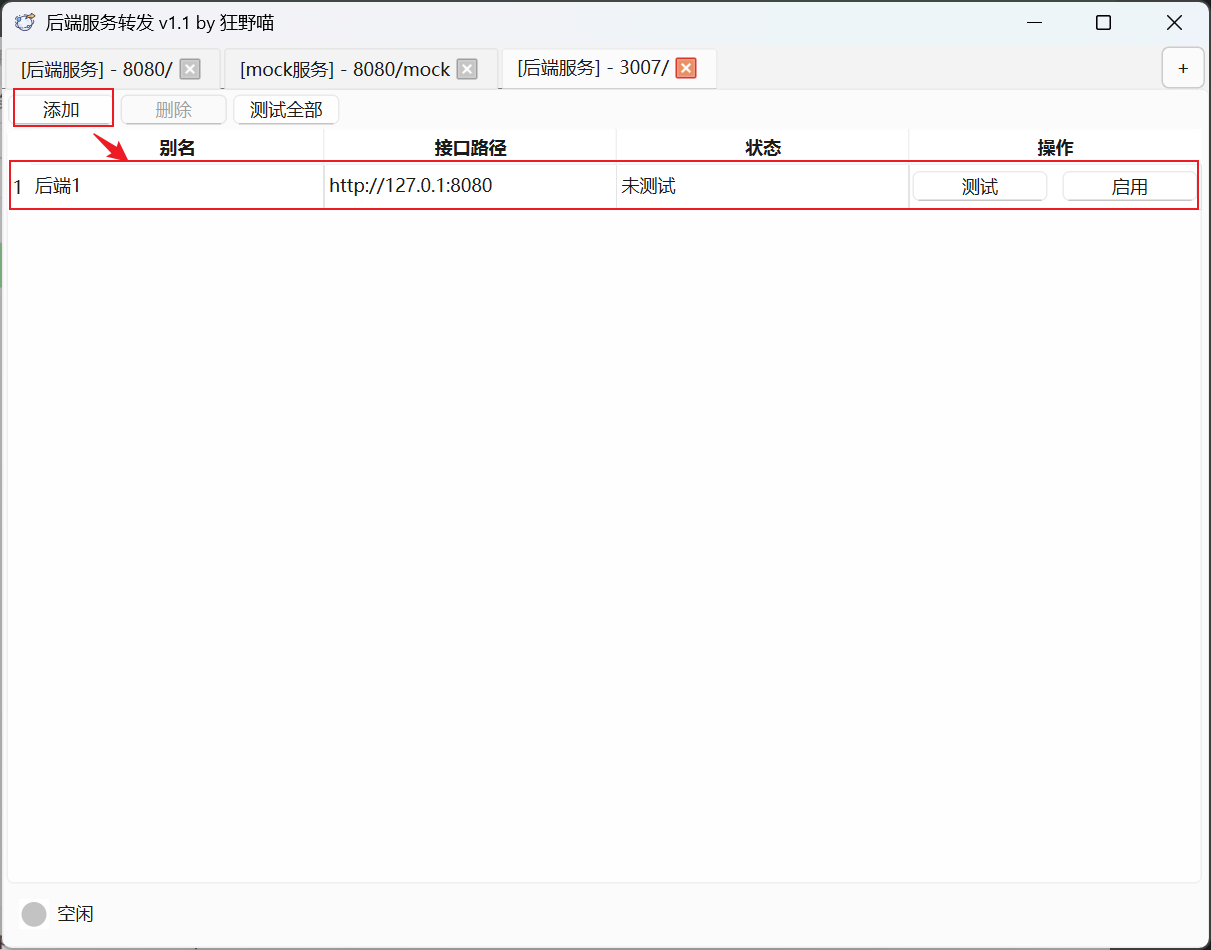 后端服务转发 v1.1 by 狂野喵
[后端服务] - 8080/ [mock服务] - 8080/mock [后端服务] - 3007/ +
添加 删除 测试全部
别名 接口路径 状态 操作
1 后端1 http://127.0.1:8080 未测试 测试 启用
空闲